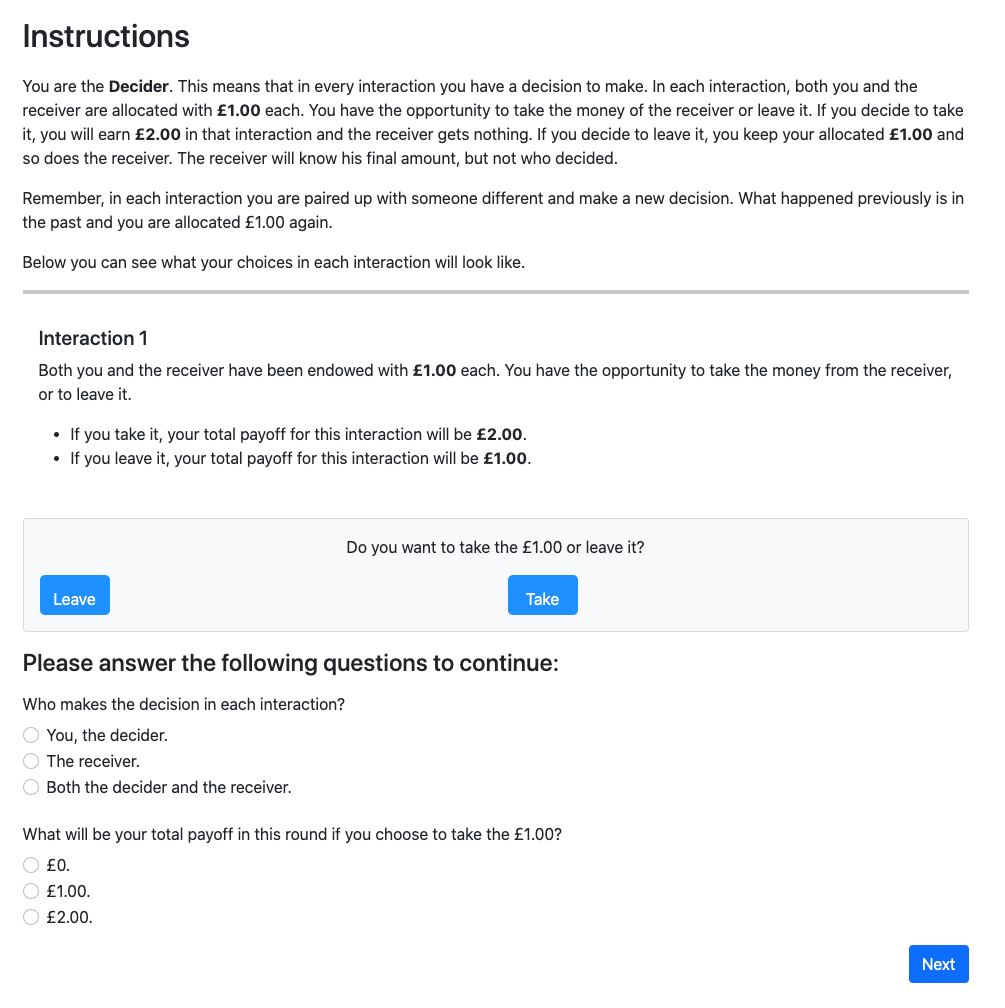 Instructions
You are the Decider. This means that in every interaction you have a decision to make. In each interaction, both you and the
receiver are allocated with £1.00 each. You have the opportunity to take the money of the receiver or leave it. If you decide to take
it, you will earn £2.00 in that interaction and the receiver gets nothing. If you decide to leave it, you keep your allocated £1.00 and
so does the receiver. The receiver will know his final amount, but not who decided.
Remember, in each interaction you are paired up with someone different and make a new decision. What happened previously is in
the past and you are allocated £1.00 again.
Below you can see what your choices in each interaction will look like.
Interaction 1
Both you and the receiver have been endowed with £1.00 each. You have the opportunity to take the money from the receiver,
or to leave it.
• If you take it, your total payoff for this interaction will be £2.00.
• If you leave it, your total payoff for this interaction will be £1.00.
Do you want to take the £1.00 or leave it?
Leave Take
Please answer the following questions to continue:
Who makes the decision in each interaction?
You, the decider.
The receiver.
Both the decider and the receiver.
What will be your total payoff in this round if you choose to take the £1.00?
£0.
£1.00.
£2.00.
Next